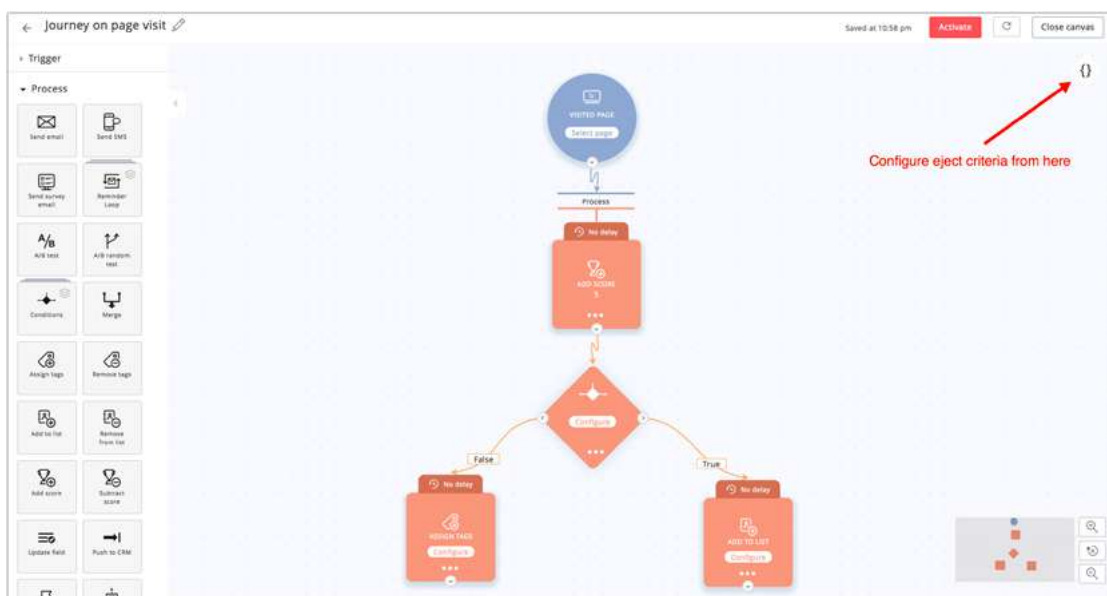 Journey on page visit
Saved at 10:58 pm
Activate
Close canvas
Trigger
Process
Send email
Send SMS
Send survey
email
Reminder
Loop
A/B
A/B test
A/B random
test
Conditions
Merge
Assign tags
Remove tags
Add to list
Remove
from list
Add score
Subtract
score
Update field
Push to CRM
{}
Configure eject criteria from here
VISITED PAGE
Select page
Process
No delay
ADD SCORE
5
Configure
False
True
No delay
ASSIGN TAGS
Configure
No delay
ADD TO LIST
Configure